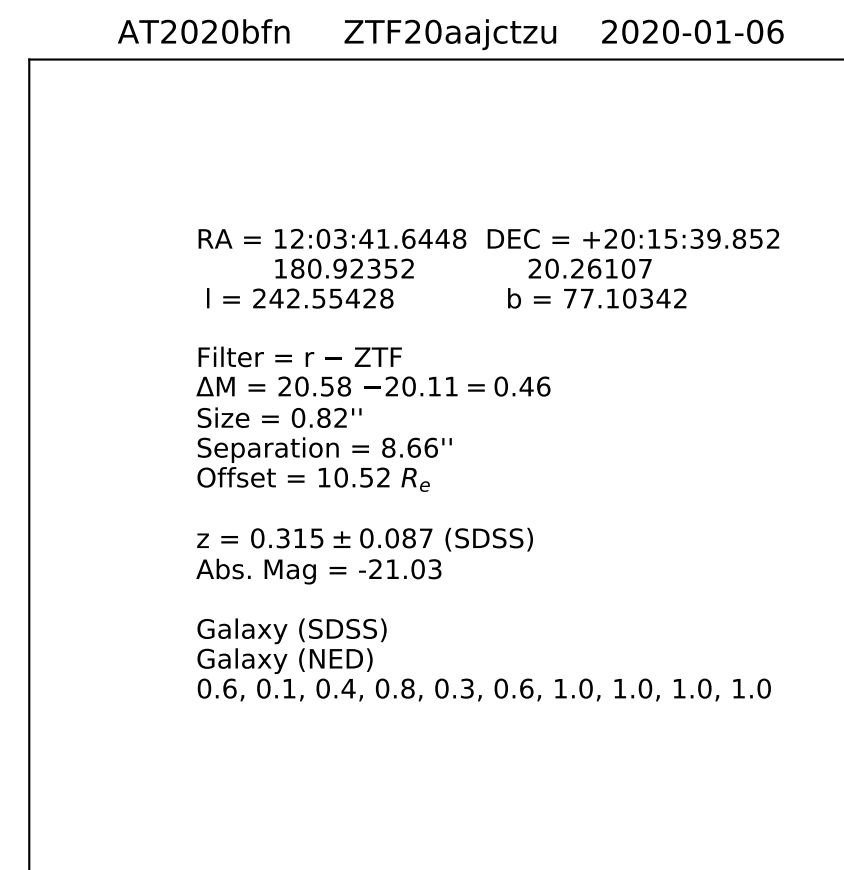 AT2020bfn ZTF20aajctzu 2020-01-06
RA = 12:03:41.6448 DEC = +20:15:39.852
180.92352 20.26107
l = 242.55428 b = 77.10342
Filter = r − ZTF
ΔM = 20.58 −20.11 = 0.46
Size = 0.82''
Separation = 8.66''
Offset = 10.52 Rₑ
z = 0.315 ± 0.087 (SDSS)
Abs. Mag = -21.03
Galaxy (SDSS)
Galaxy (NED)
0.6, 0.1, 0.4, 0.8, 0.3, 0.6, 1.0, 1.0, 1.0, 1.0